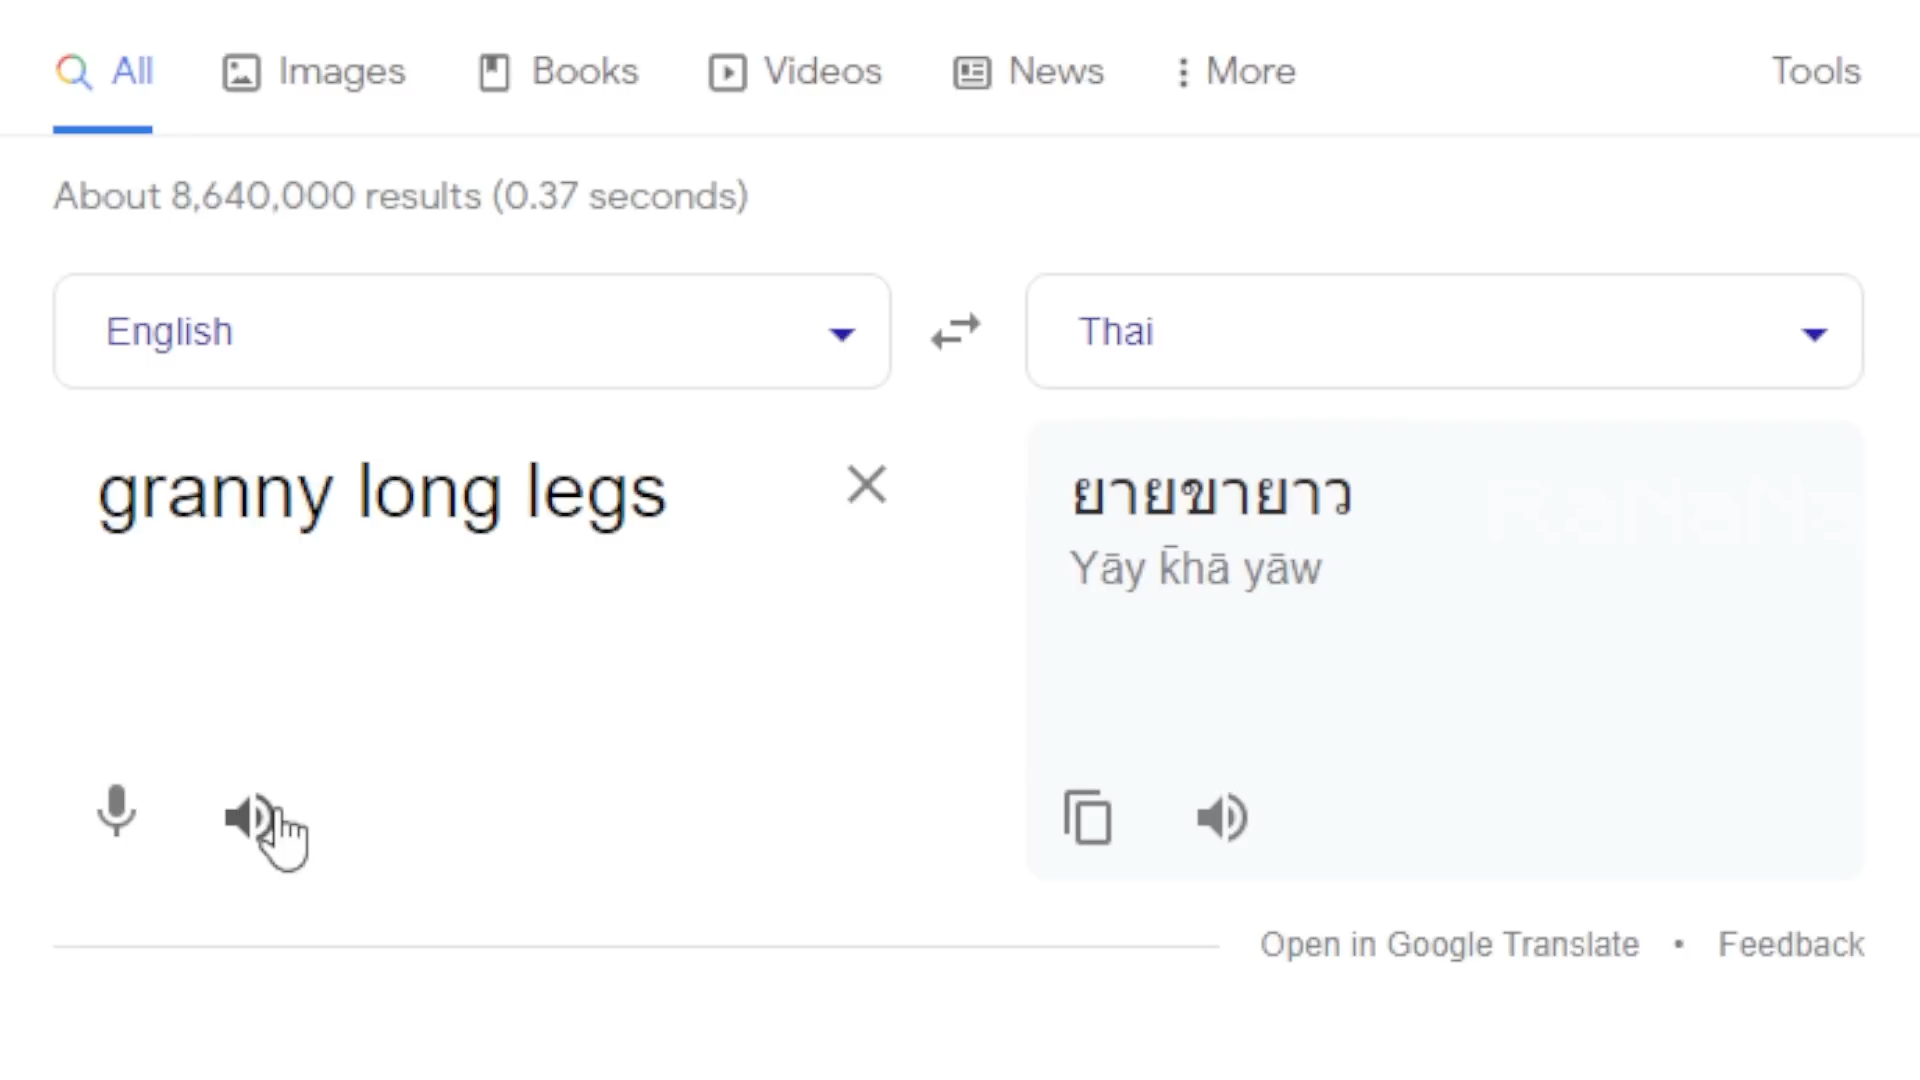 All Images Books Videos News More Tools
About 8,640,000 results (0.37 seconds)
English Thai
granny long legs
ยายขายาว
Yāy k̄hā yāw
Open in Google Translate • Feedback